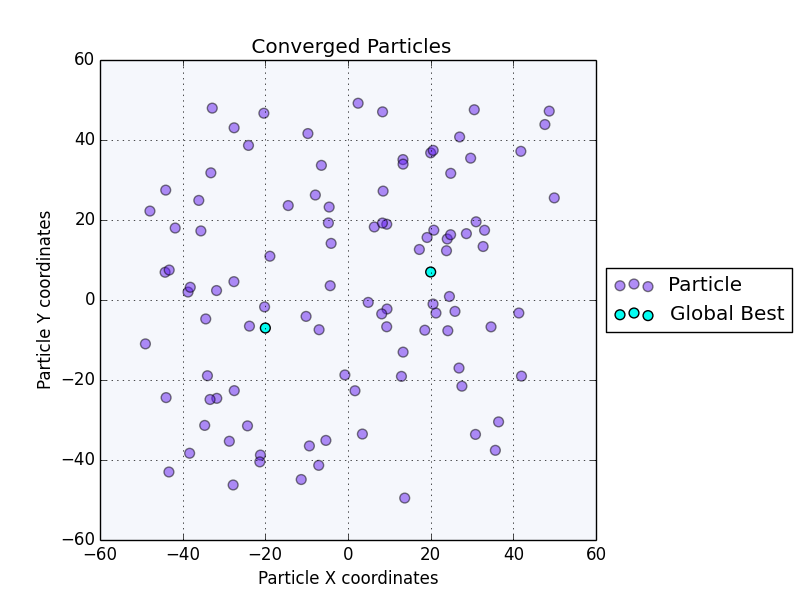 Converged Particles
60
40
20
0
−20
−40
−60
−60
−40
−20
0
20
40
60
Particle Y coordinates
Particle X coordinates
Particle
Global Best